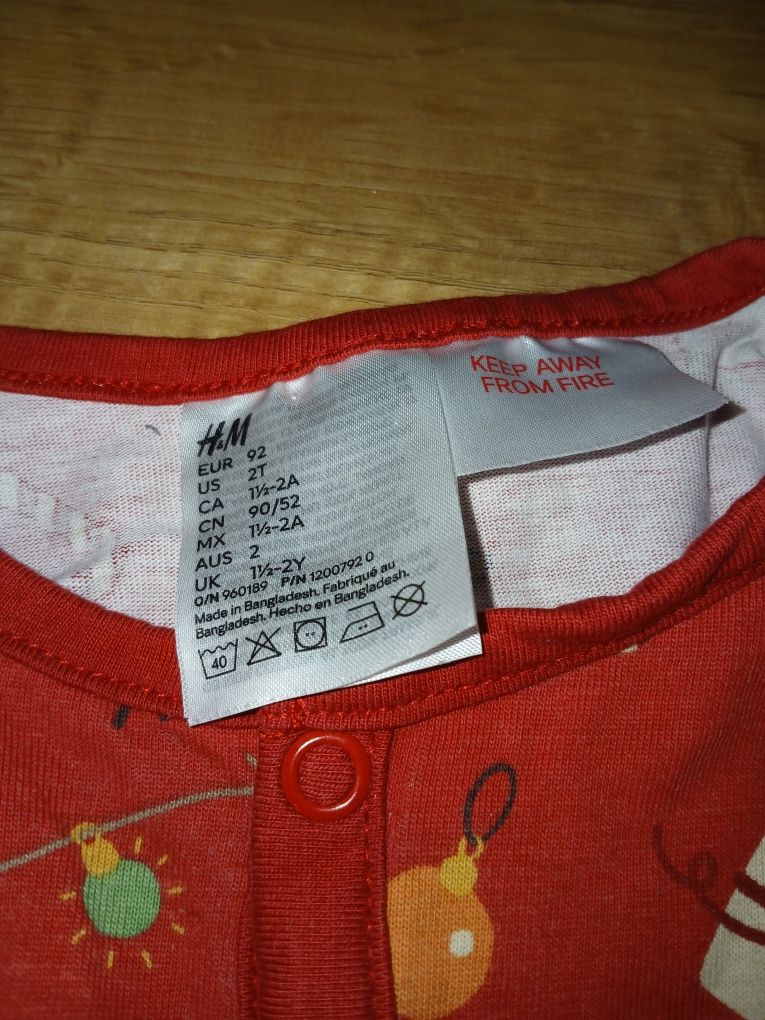 H&M
EUR 92
US 2T
CA 1½-2A
CN 90/52
MX 1½-2A
AUS 2
UK 1½-2Y
O/N 960189 P/N 1200792 0
Made in Bangladesh. Fabriqué au
Bangladesh. Hecho en Bangladesh.
40
KEEP AWAY
FROM FIRE